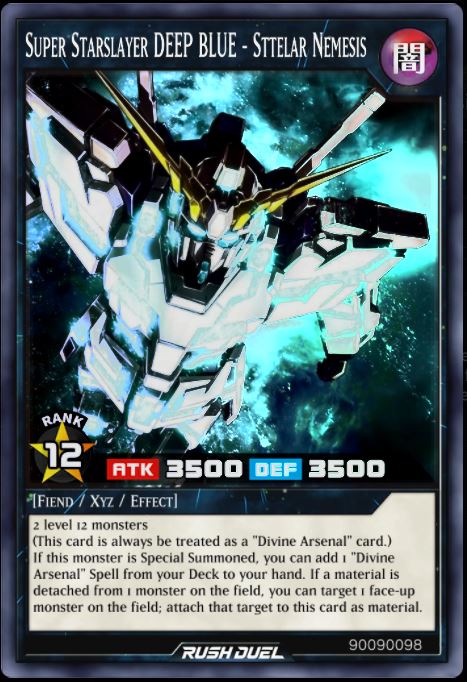 Super Starslayer DEEP BLUE - Sttelar Nemesis
闇
RANK
12
ATK 3500 DEF 3500
[Fiend / Xyz / Effect]
2 level 12 monsters
(This card is always be treated as a "Divine Arsenal" card.)
If this monster is Special Summoned, you can add 1 "Divine
Arsenal" Spell from your Deck to your hand. If a material is
detached from 1 monster on the field, you can target 1 face-up
monster on the field; attach that target to this card as material.
RUSH DUEL
90090098